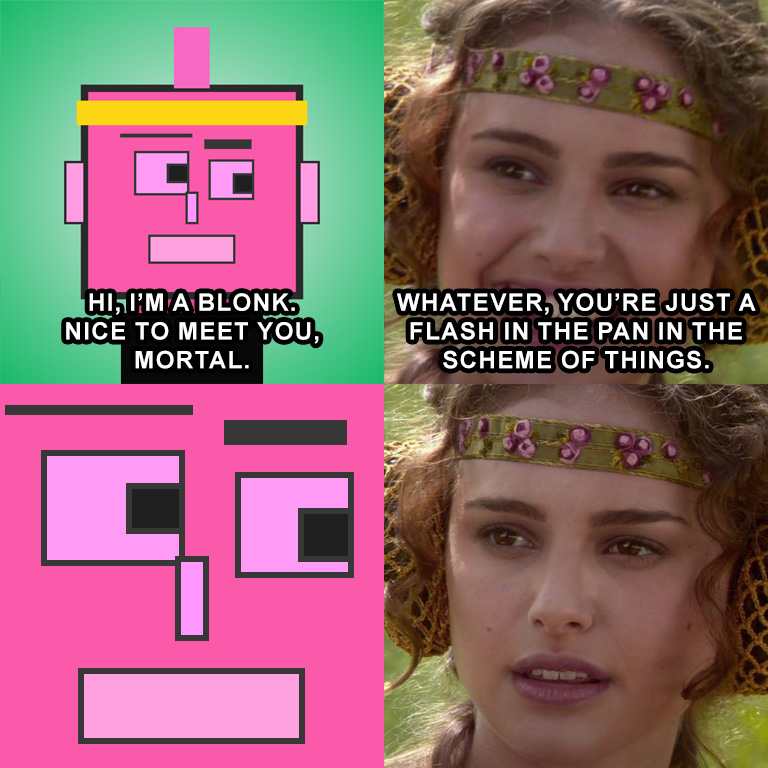 HI, I'M A BLONK.
NICE TO MEET YOU,
MORTAL.
WHATEVER, YOU'RE JUST A
FLASH IN THE PAN IN THE
SCHEME OF THINGS.